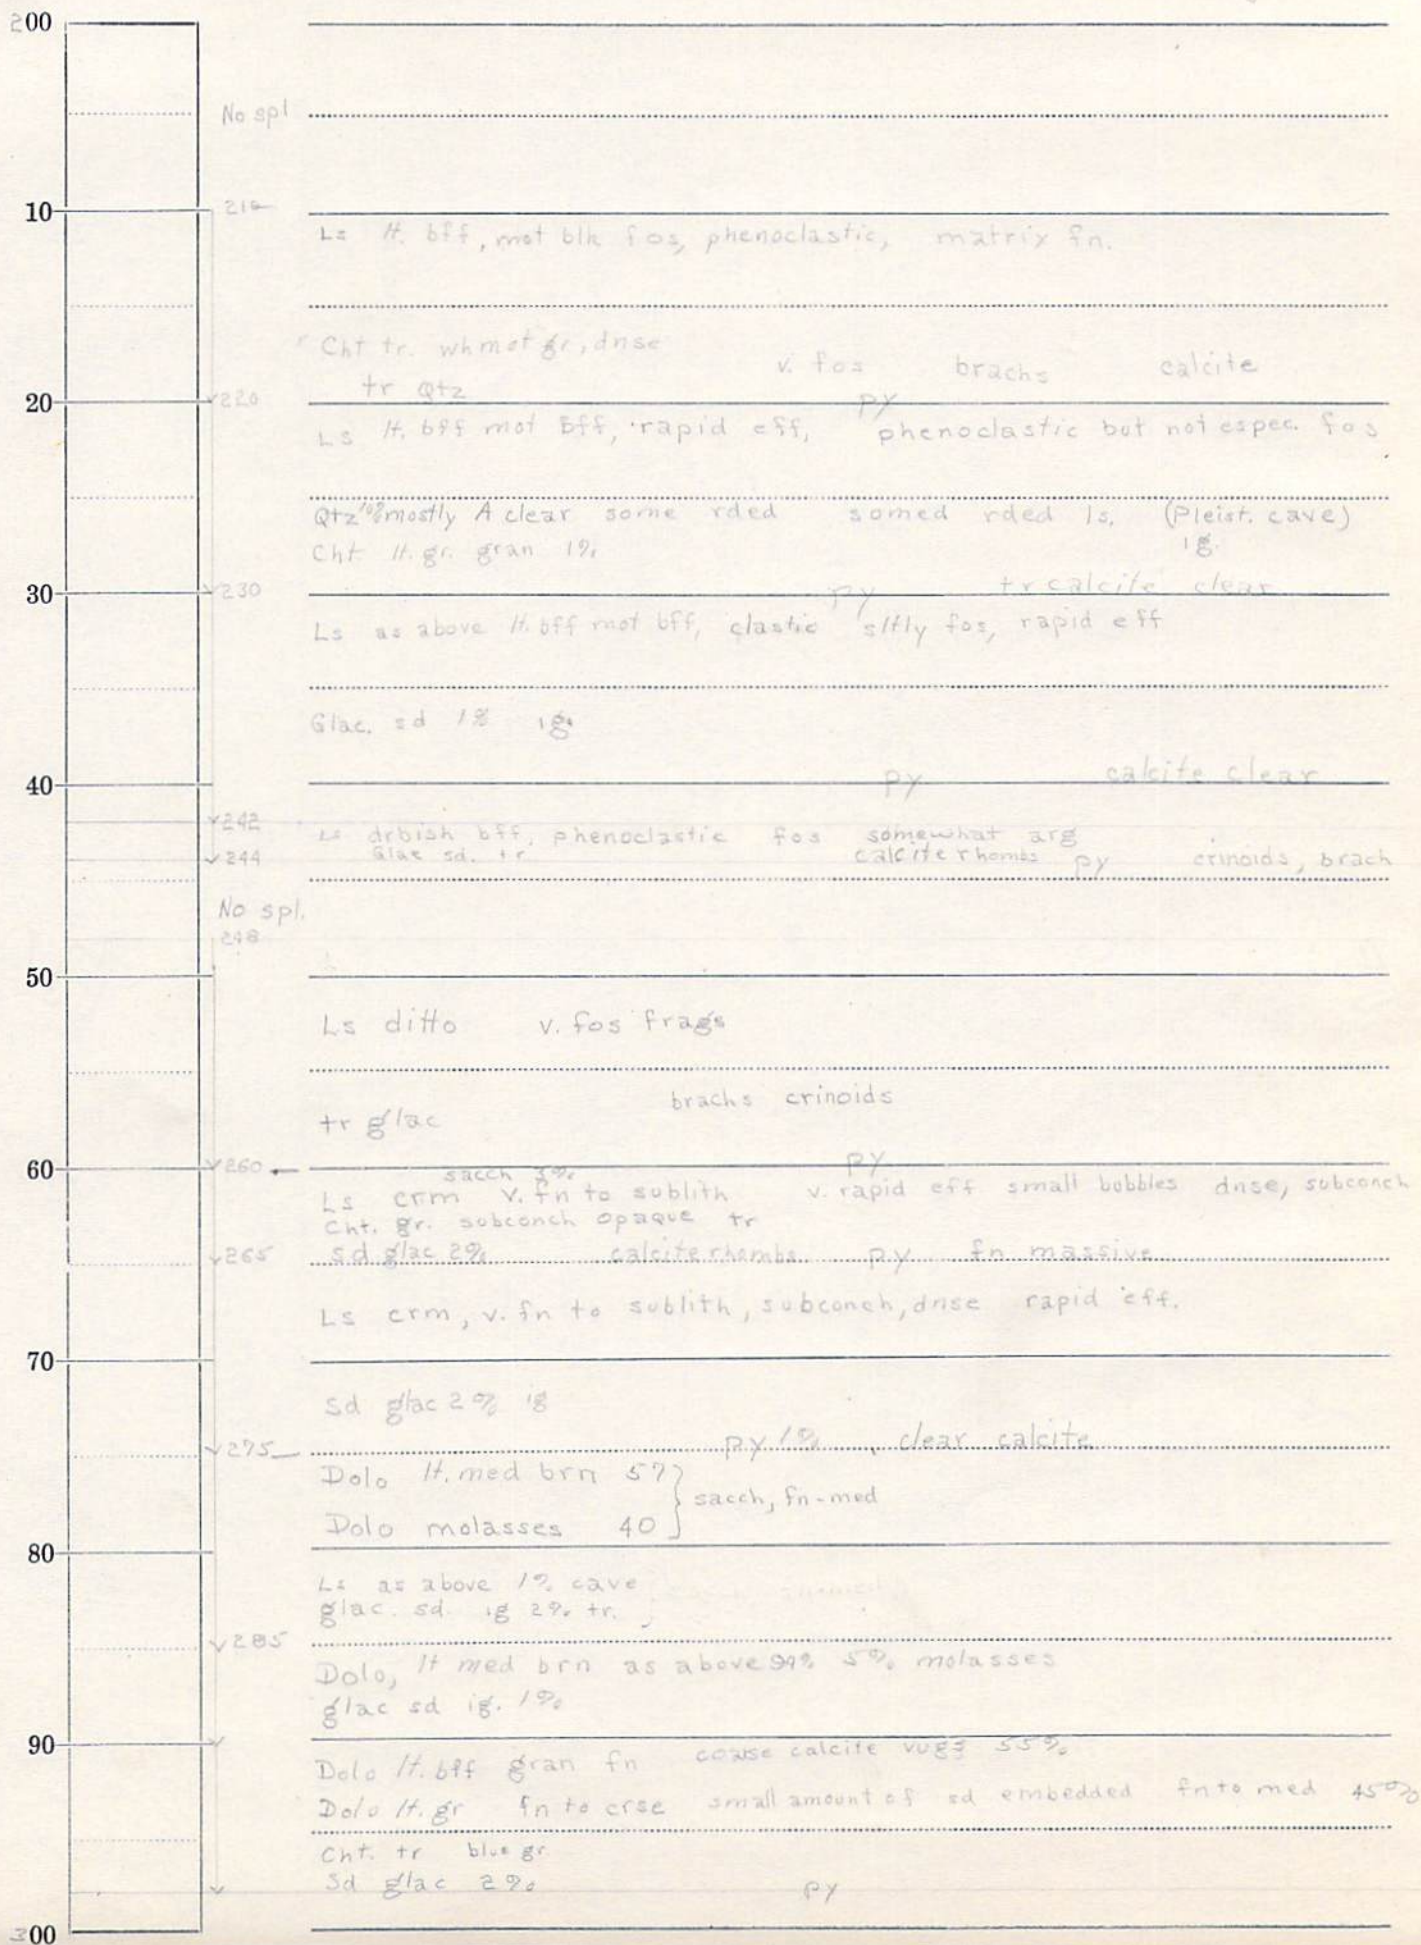 200
No spl
10
210
Ls lt. bff, mot blk fos, phenoclastic, matrix fn.
Cht tr. wh mot gr, dnse
v. fos brachs calcite
tr Qtz
20
220
py
Ls lt. bff mot bff, rapid eff, phenoclastic but not espec. fos
Qtz 10% mostly A clear some rded somed rded ls. (Pleist. cave)
Cht lt. gr. gran 1%
ig.
30
230
py tr calcite clear
Ls as above lt. bff mot bff, clastic sltly fos, rapid eff
Glac. sd 1% ig.
40
py calcite clear
242
Ls drbish bff, phenoclastic fos somewhat arg
244
Glac sd. tr calcite rhombs py crinoids, brach
No spl.
248
50
Ls ditto v. fos frags
brachs crinoids
tr glac
60
260
py
sacch 3%
Ls crm v. fn to sublith v. rapid eff small bubbles dnse, subconch
Cht. gr. subconch opaque tr
265
sd glac 2% calcite rhombs py fn massive
Ls crm, v. fn to sublith, subconch, dnse rapid eff.
70
Sd glac 2% ig
275
py 1% clear calcite
Dolo lt. med brn 57
sacch, fn-med
Dolo molasses 40
80
Ls as above 1% cave
glac. sd. ig 2% tr.
285
Dolo, lt med brn as above 94% 5% molasses
glac sd ig. 1%
90
Dolo lt. bff gran fn coarse calcite vugs 55%
Dolo lt. gr fn to crse small amount of sd embedded fn to med 45%
Cht. tr blue gr.
Sd glac 2%
py
300